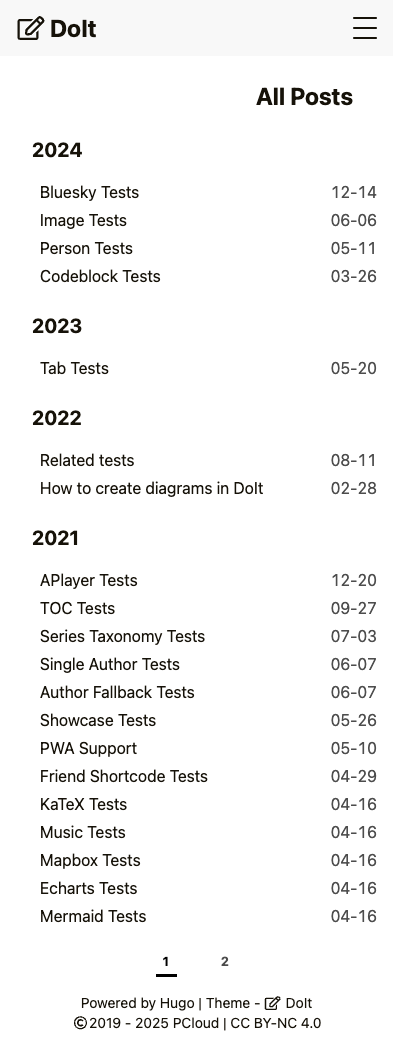 DoIt
All Posts
2024
Bluesky Tests 12-14
Image Tests 06-06
Person Tests 05-11
Codeblock Tests 03-26
2023
Tab Tests 05-20
2022
Related tests 08-11
How to create diagrams in DoIt 02-28
2021
APlayer Tests 12-20
TOC Tests 09-27
Series Taxonomy Tests 07-03
Single Author Tests 06-07
Author Fallback Tests 06-07
Showcase Tests 05-26
PWA Support 05-10
Friend Shortcode Tests 04-29
KaTeX Tests 04-16
Music Tests 04-16
Mapbox Tests 04-16
Echarts Tests 04-16
Mermaid Tests 04-16
1 2
Powered by Hugo | Theme - DoIt
©2019 - 2025 PCloud | CC BY-NC 4.0